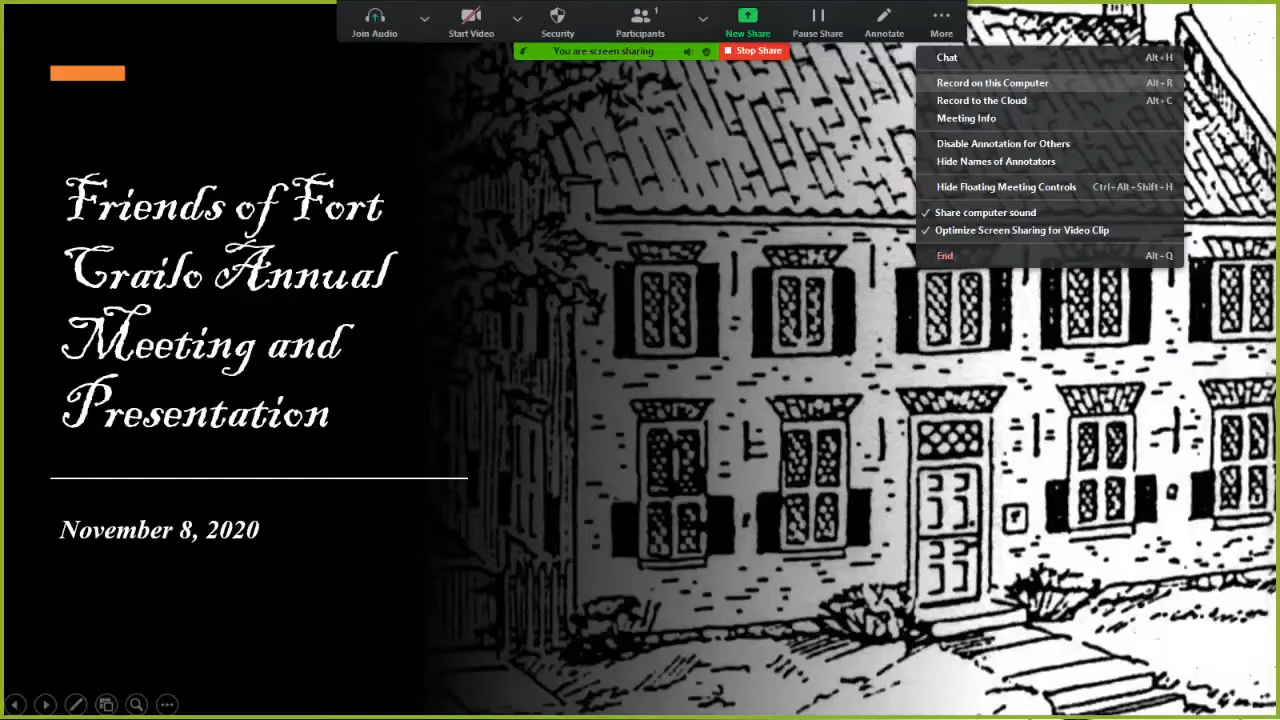 Join Audio
Start Video
Security
1
Participants
New Share
Pause Share
Annotate
More
You are screen sharing
Stop Share
Chat Alt+H
Record on this Computer Alt+R
Record to the Cloud Alt+C
Meeting Info
Disable Annotation for Others
Hide Names of Annotators
Hide Floating Meeting Controls Ctrl+Alt+Shift+H
Share computer sound
Optimize Screen Sharing for Video Clip
End Alt+Q
Friends of Fort
Crailo Annual
Meeting and
Presentation
November 8, 2020